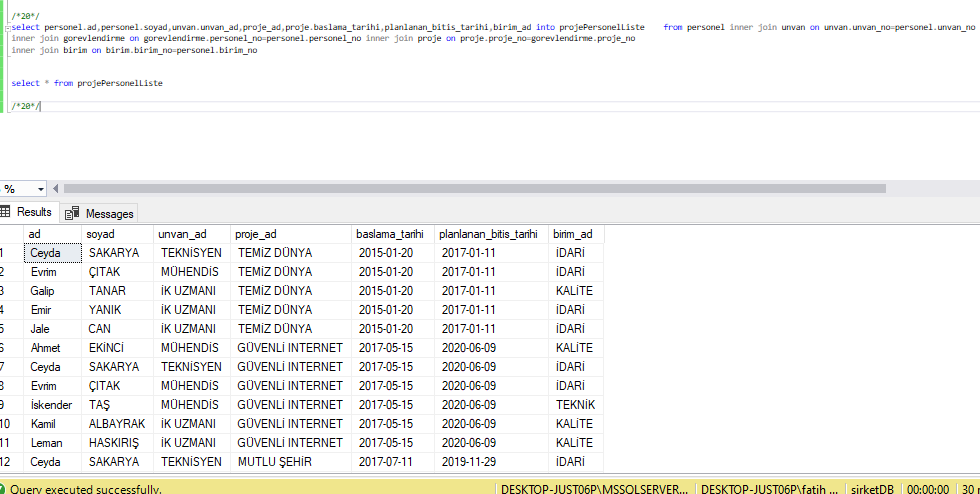 /*20*/
select personel.ad,personel.soyad,unvan.unvan_ad,proje_ad,proje.baslama_tarihi,planlanan_bitis_tarihi,birim_ad into projePersonelListe from personel inner join unvan on unvan.unvan_no=personel.unvan_no
inner join gorevlendirme on gorevlendirme.personel_no=personel.personel_no inner join proje on proje.proje_no=gorevlendirme.proje_no
inner join birim on birim.birim_no=personel.birim_no
select * from projePersonelListe
/*20*/
%
Results Messages
ad soyad unvan_ad proje_ad baslama_tarihi planlanan_bitis_tarihi birim_ad
1 Ceyda SAKARYA TEKNİSYEN TEMİZ DÜNYA 2015-01-20 2017-01-11 İDARİ
2 Evrim ÇITAK MÜHENDİS TEMİZ DÜNYA 2015-01-20 2017-01-11 İDARİ
3 Galip TANAR İK UZMANI TEMİZ DÜNYA 2015-01-20 2017-01-11 KALİTE
4 Emir YANIK İK UZMANI TEMİZ DÜNYA 2015-01-20 2017-01-11 İDARİ
5 Jale CAN İK UZMANI TEMİZ DÜNYA 2015-01-20 2017-01-11 İDARİ
6 Ahmet EKİNCİ MÜHENDİS GÜVENLİ INTERNET 2017-05-15 2020-06-09 KALİTE
7 Ceyda SAKARYA TEKNİSYEN GÜVENLİ INTERNET 2017-05-15 2020-06-09 İDARİ
8 Evrim ÇITAK MÜHENDİS GÜVENLİ INTERNET 2017-05-15 2020-06-09 İDARİ
9 İskender TAŞ MÜHENDİS GÜVENLİ INTERNET 2017-05-15 2020-06-09 TEKNİK
10 Kamil ALBAYRAK İK UZMANI GÜVENLİ INTERNET 2017-05-15 2020-06-09 KALİTE
11 Leman HASKIRIŞ İK UZMANI GÜVENLİ INTERNET 2017-05-15 2020-06-09 KALİTE
12 Ceyda SAKARYA TEKNİSYEN MUTLU ŞEHİR 2017-07-11 2019-11-29 İDARİ
Query executed successfully. DESKTOP-JUST06P\MSSQLSERVER... DESKTOP-JUST06P\fatih ... sirketDB 00:00:00 30